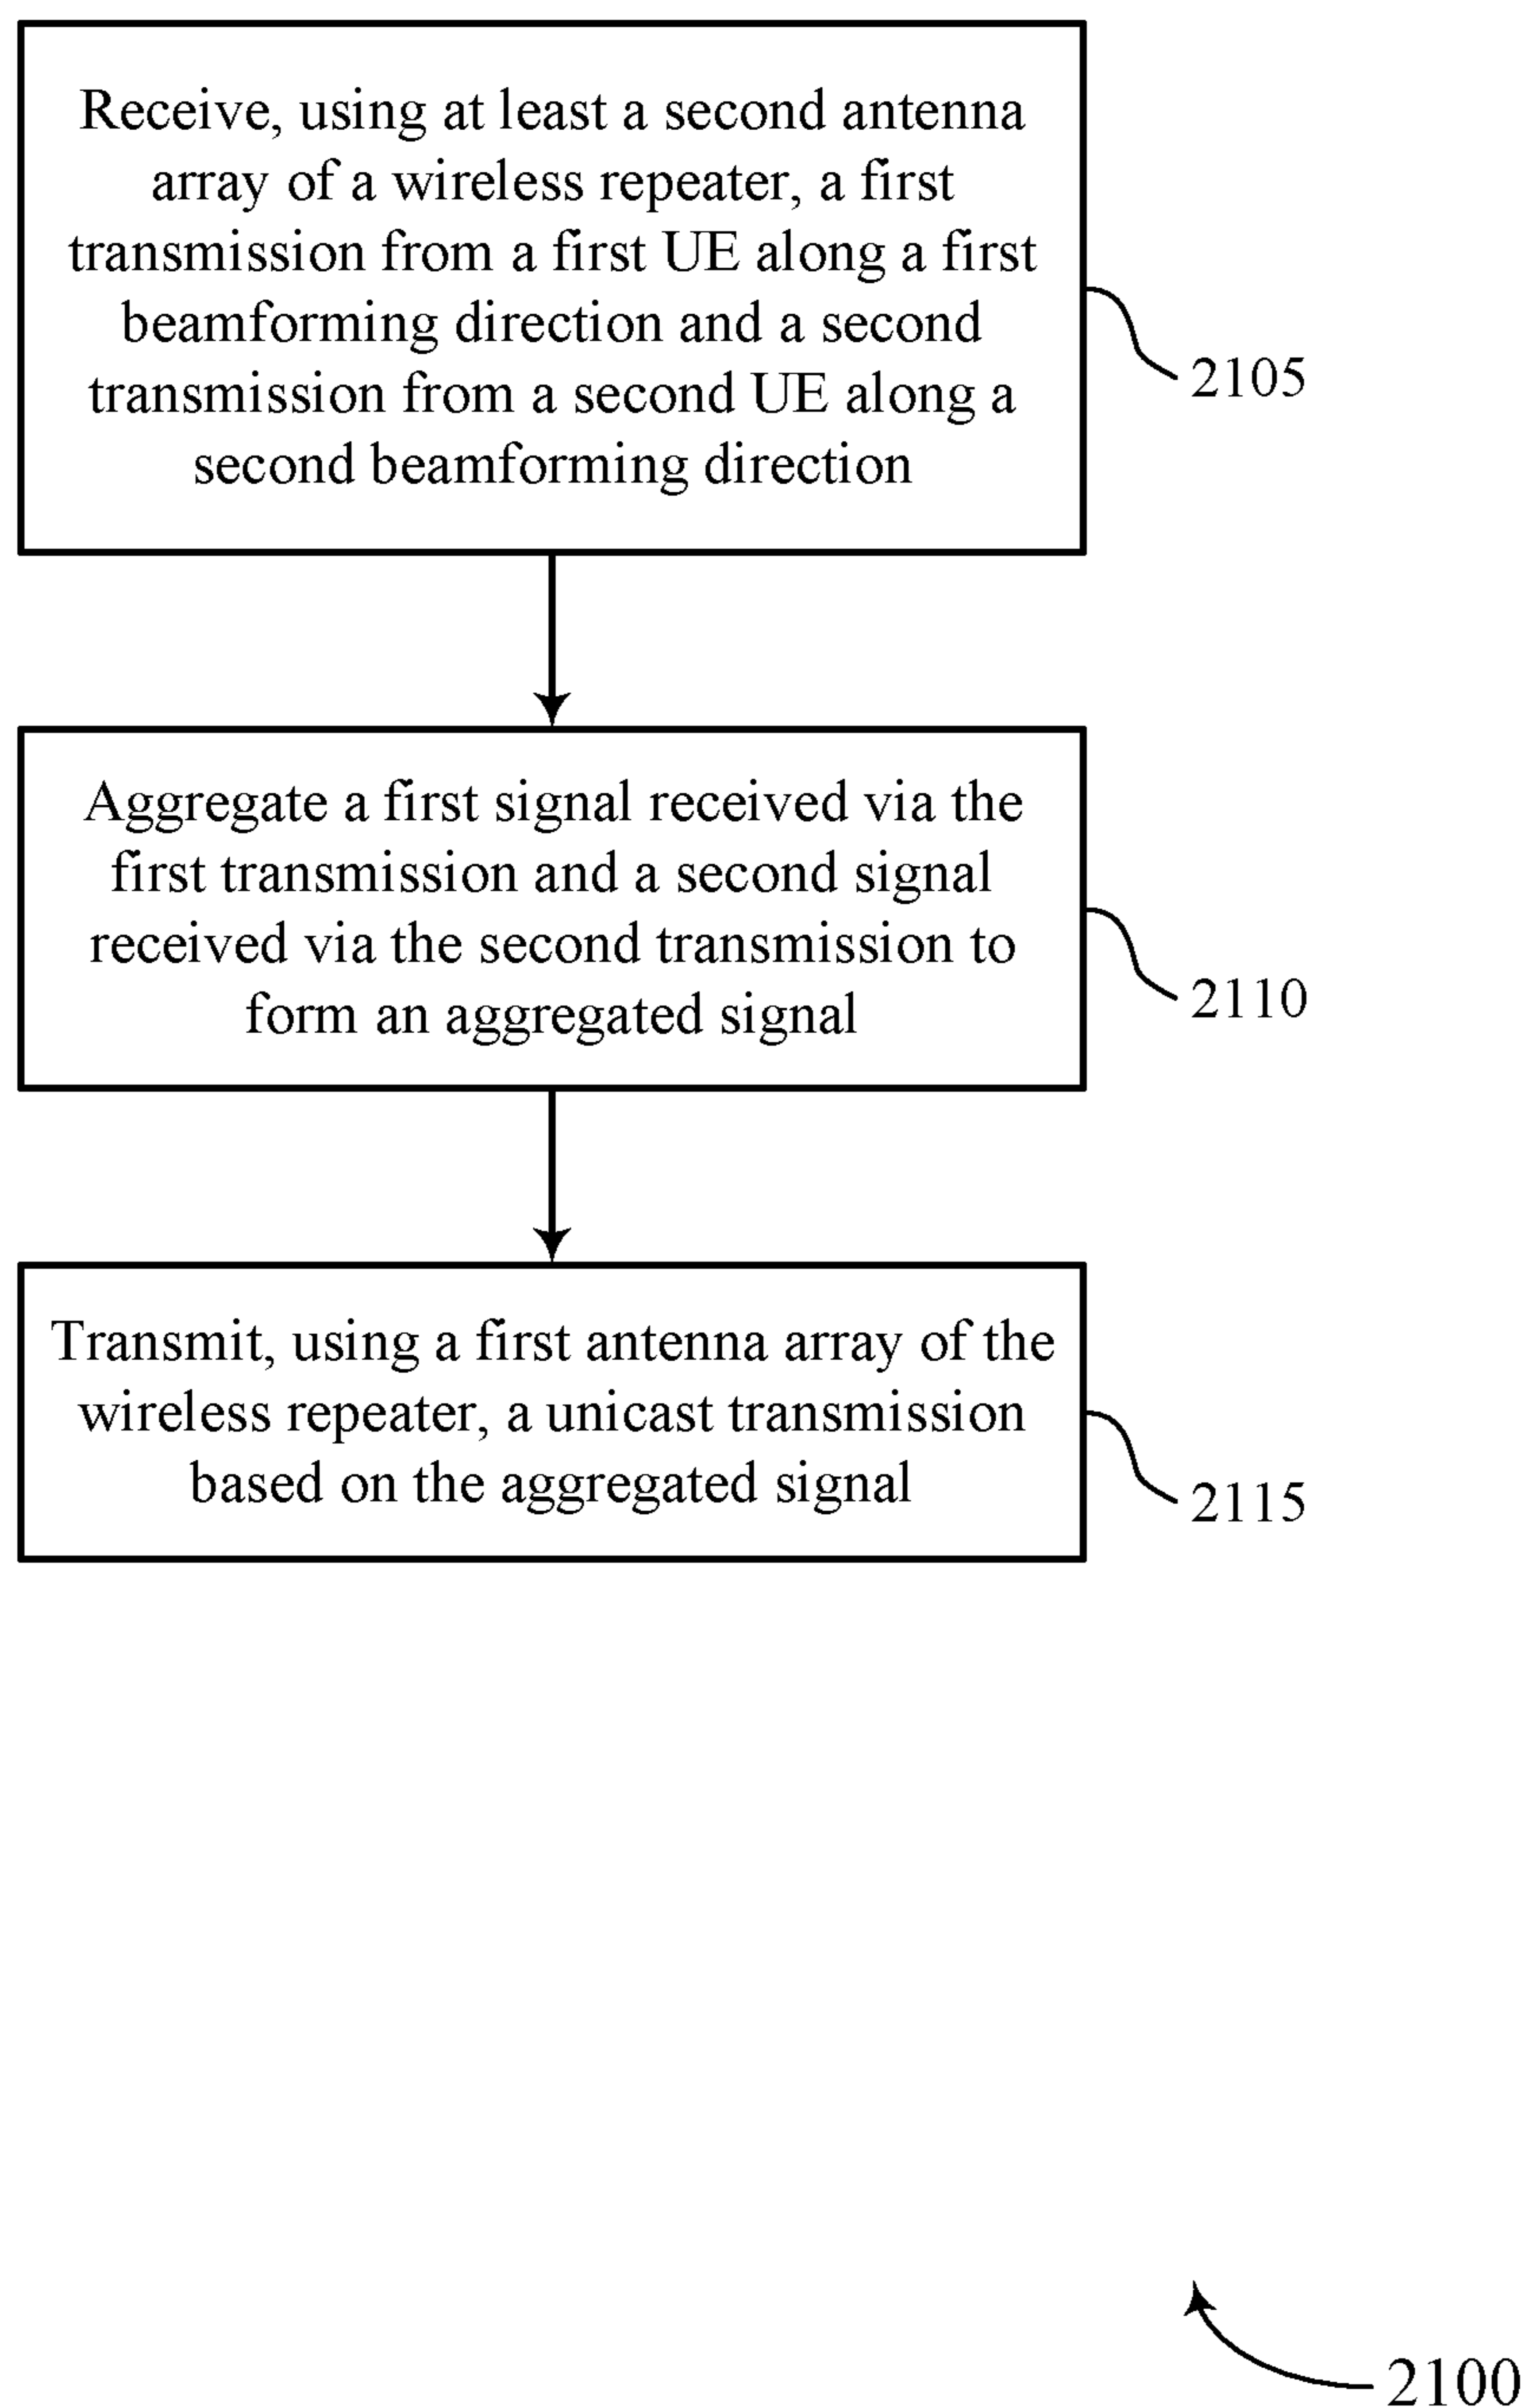 Receive, using at least a second antenna
array of a wireless repeater, a first
transmission from a first UE along a first
beamforming direction and a second
transmission from a second UE along a
second beamforming direction
2105
Aggregate a first signal received via the
first transmission and a second signal
received via the second transmission to
form an aggregated signal
2110
Transmit, using a first antenna array of the
wireless repeater, a unicast transmission
based on the aggregated signal
2115
2100